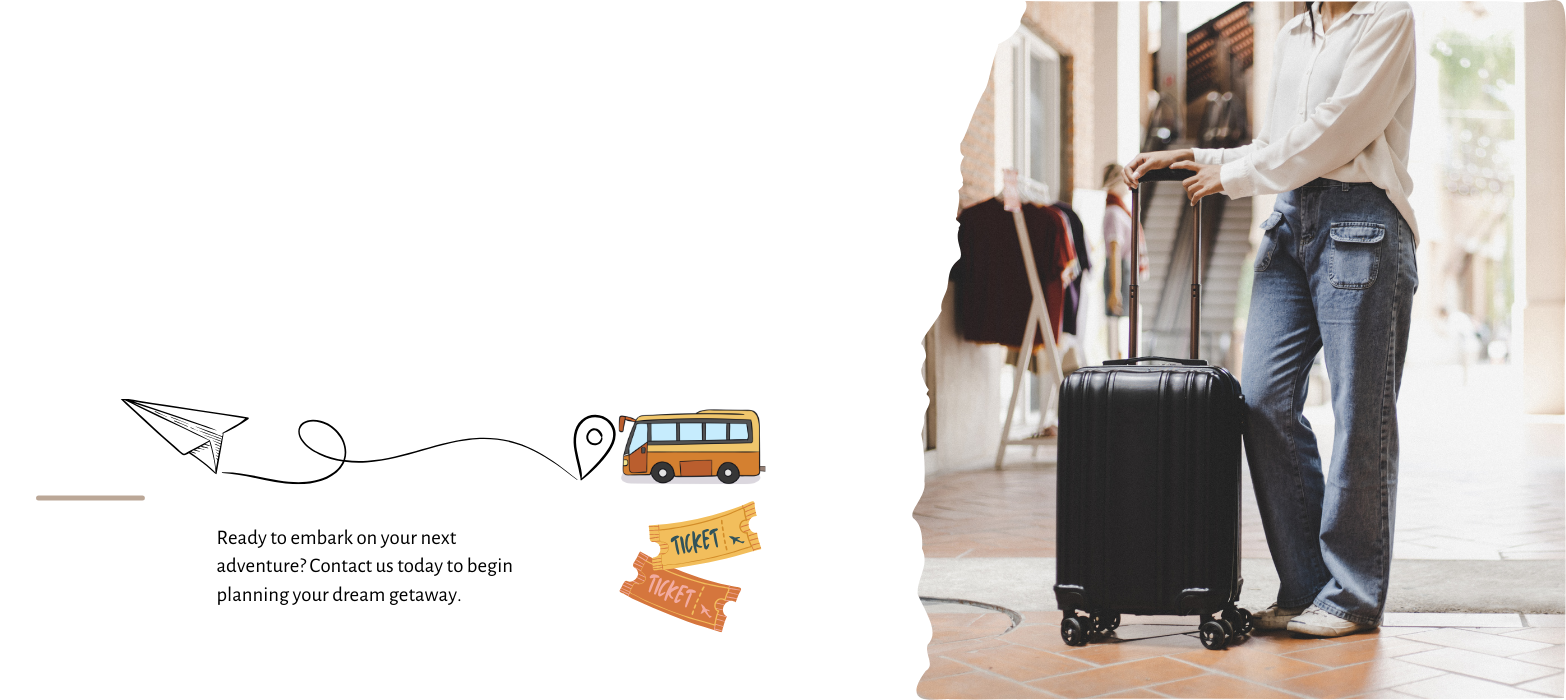 Ready to embark on your next
adventure? Contact us today to begin
planning your dream getaway.
TICKET
TICKET